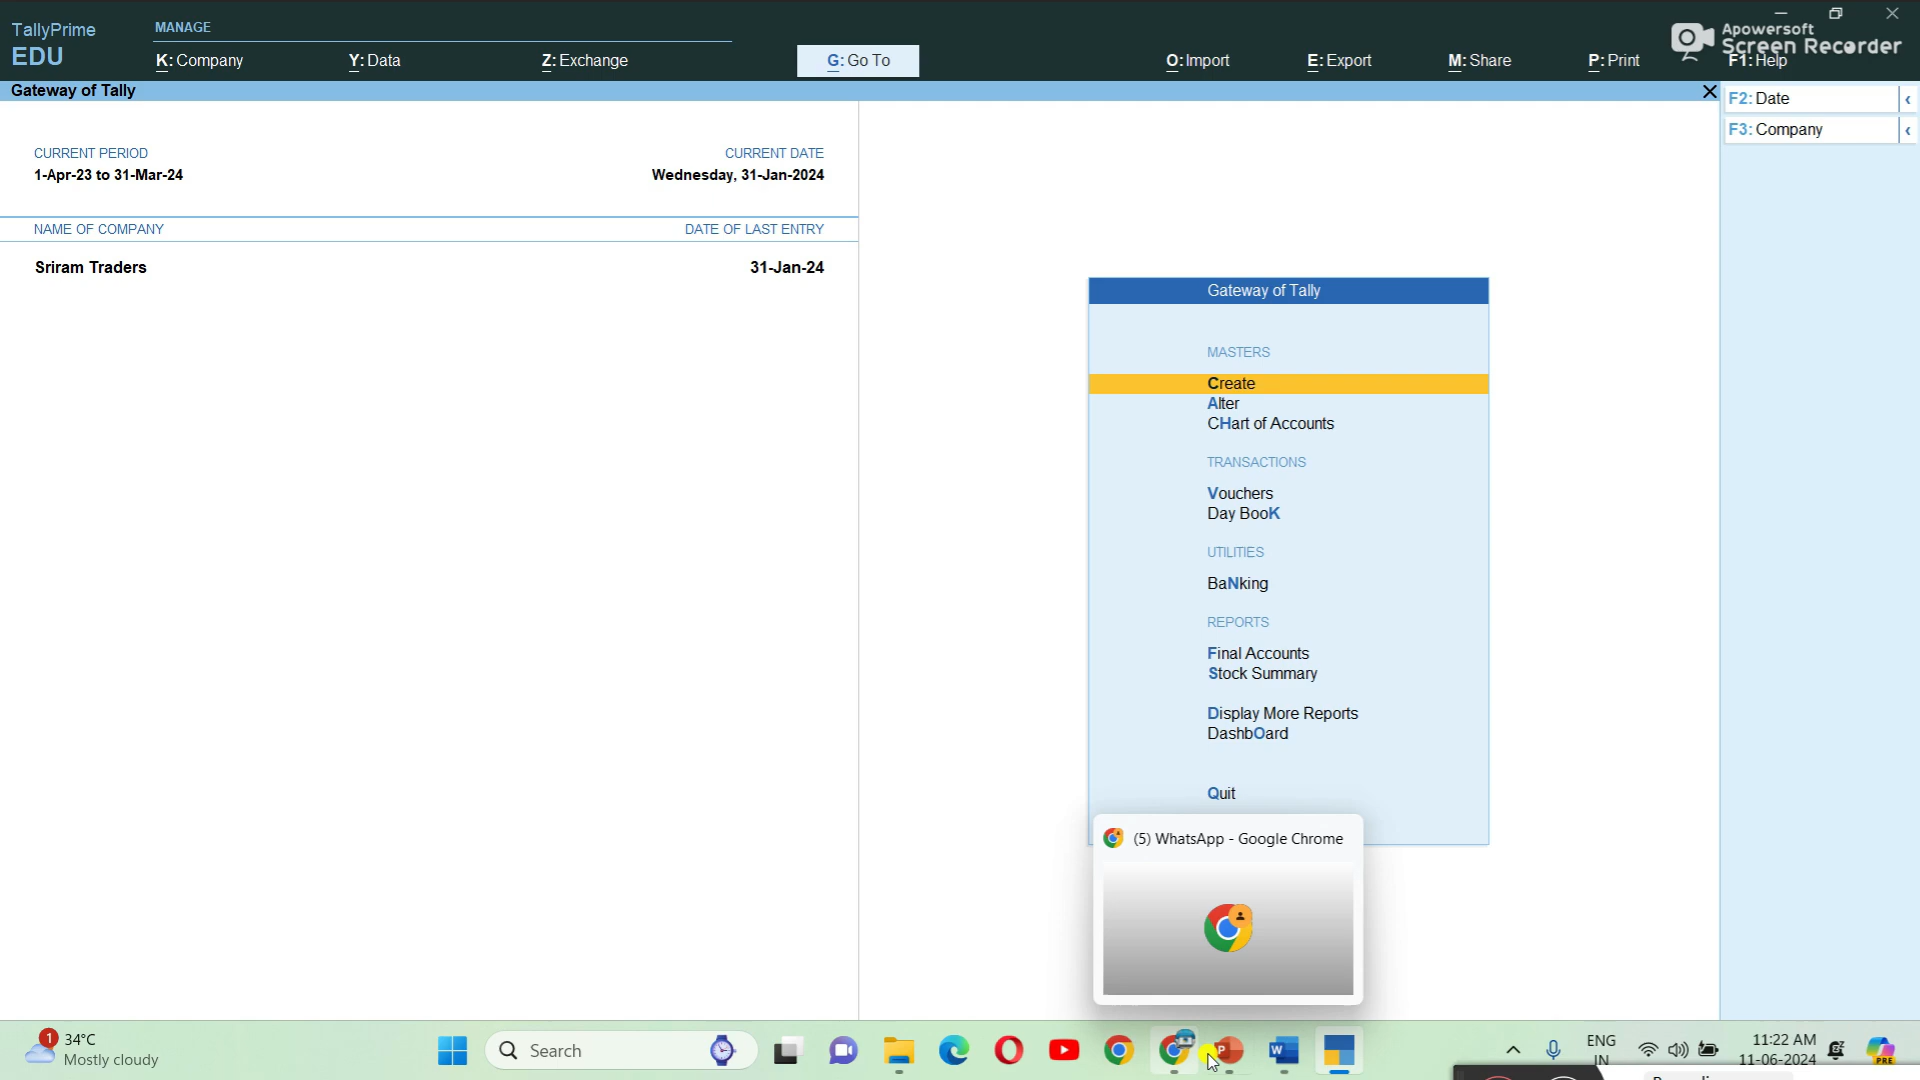 TallyPrime
EDU
MANAGE
K: Company
Y: Data
Z: Exchange
G: Go To
O: Import
E: Export
M: Share
P: Print
F1: Help
Apowersoft
Screen Recorder
Gateway of Tally
F2: Date
F3: Company
CURRENT PERIOD
CURRENT DATE
1-Apr-23 to 31-Mar-24
Wednesday, 31-Jan-2024
NAME OF COMPANY
DATE OF LAST ENTRY
Sriram Traders
31-Jan-24
Gateway of Tally
MASTERS
Create
Alter
CHart of Accounts
TRANSACTIONS
Vouchers
Day BooK
UTILITIES
BaNking
REPORTS
Final Accounts
Stock Summary
Display More Reports
DashbOard
Quit
(5) WhatsApp - Google Chrome
1
34°C
Mostly cloudy
Search
P
W
ENG
IN
11:22 AM
11-06-2024
PRE